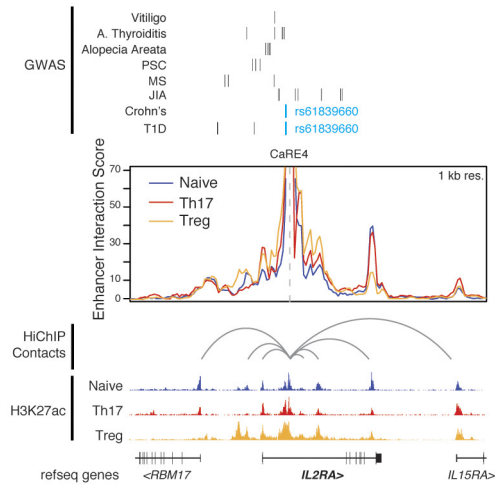 GWAS
Vitiligo
A. Thyroiditis
Alopecia Areata
PSC
MS
JIA
Crohn's rs61839660
T1D rs61839660
CaRE4
Enhancer Interaction Score
70
50
30
10
0
1 kb res.
Naive
Th17
Treg
HiChIP
Contacts
H3K27ac
Naive
Th17
Treg
refseq genes <RBM17 IL2RA> IL15RA>